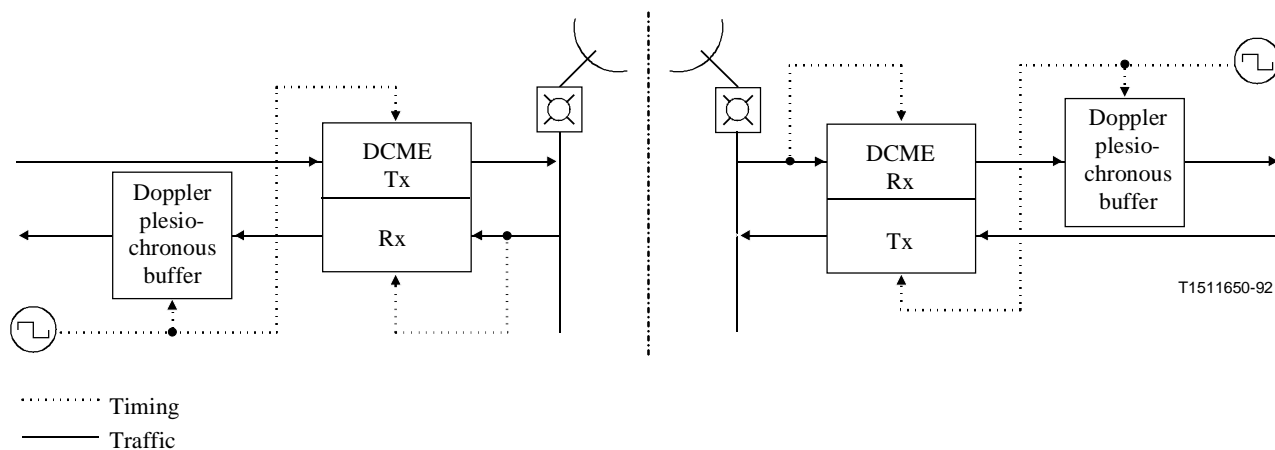 DCME
Tx
Rx
Doppler
plesio-
chronous
buffer
DCME
Rx
Tx
Doppler
plesio-
chronous
buffer
T1511650-92
Timing
Traffic